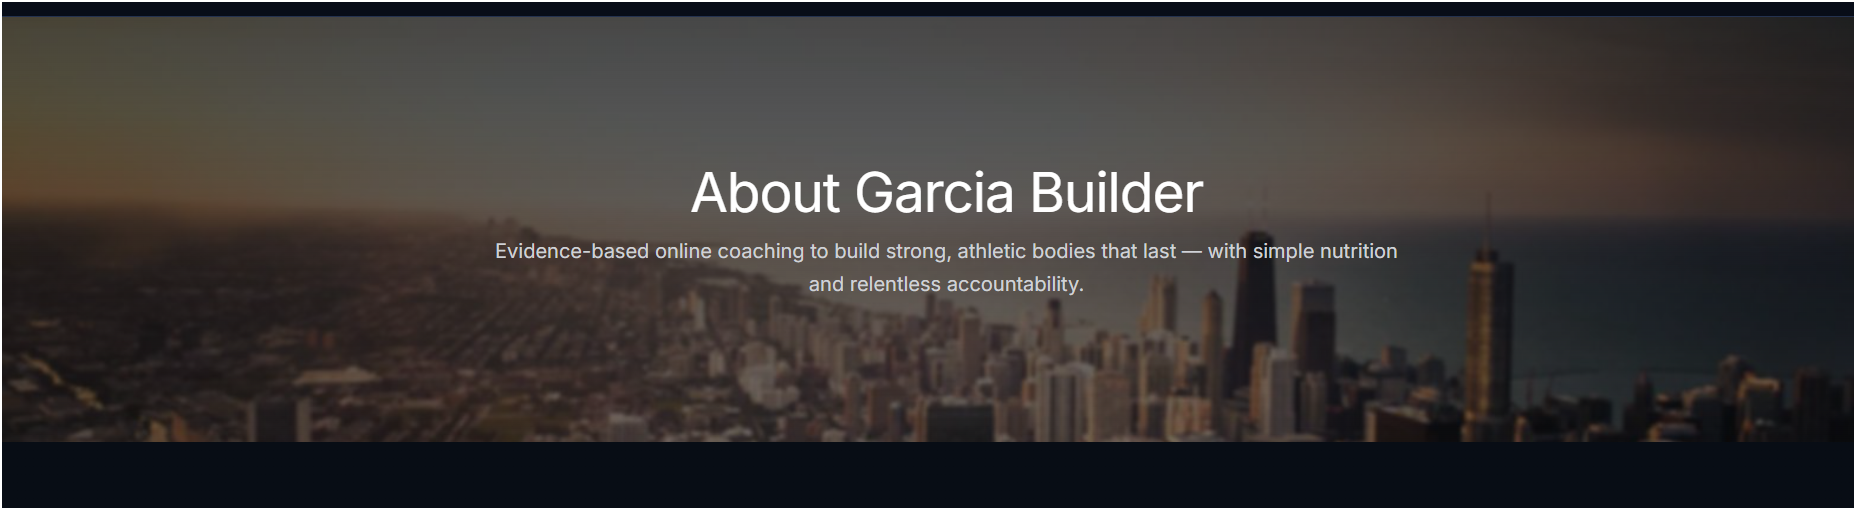 About Garcia Builder
Evidence-based online coaching to build strong, athletic bodies that last — with simple nutrition
and relentless accountability.